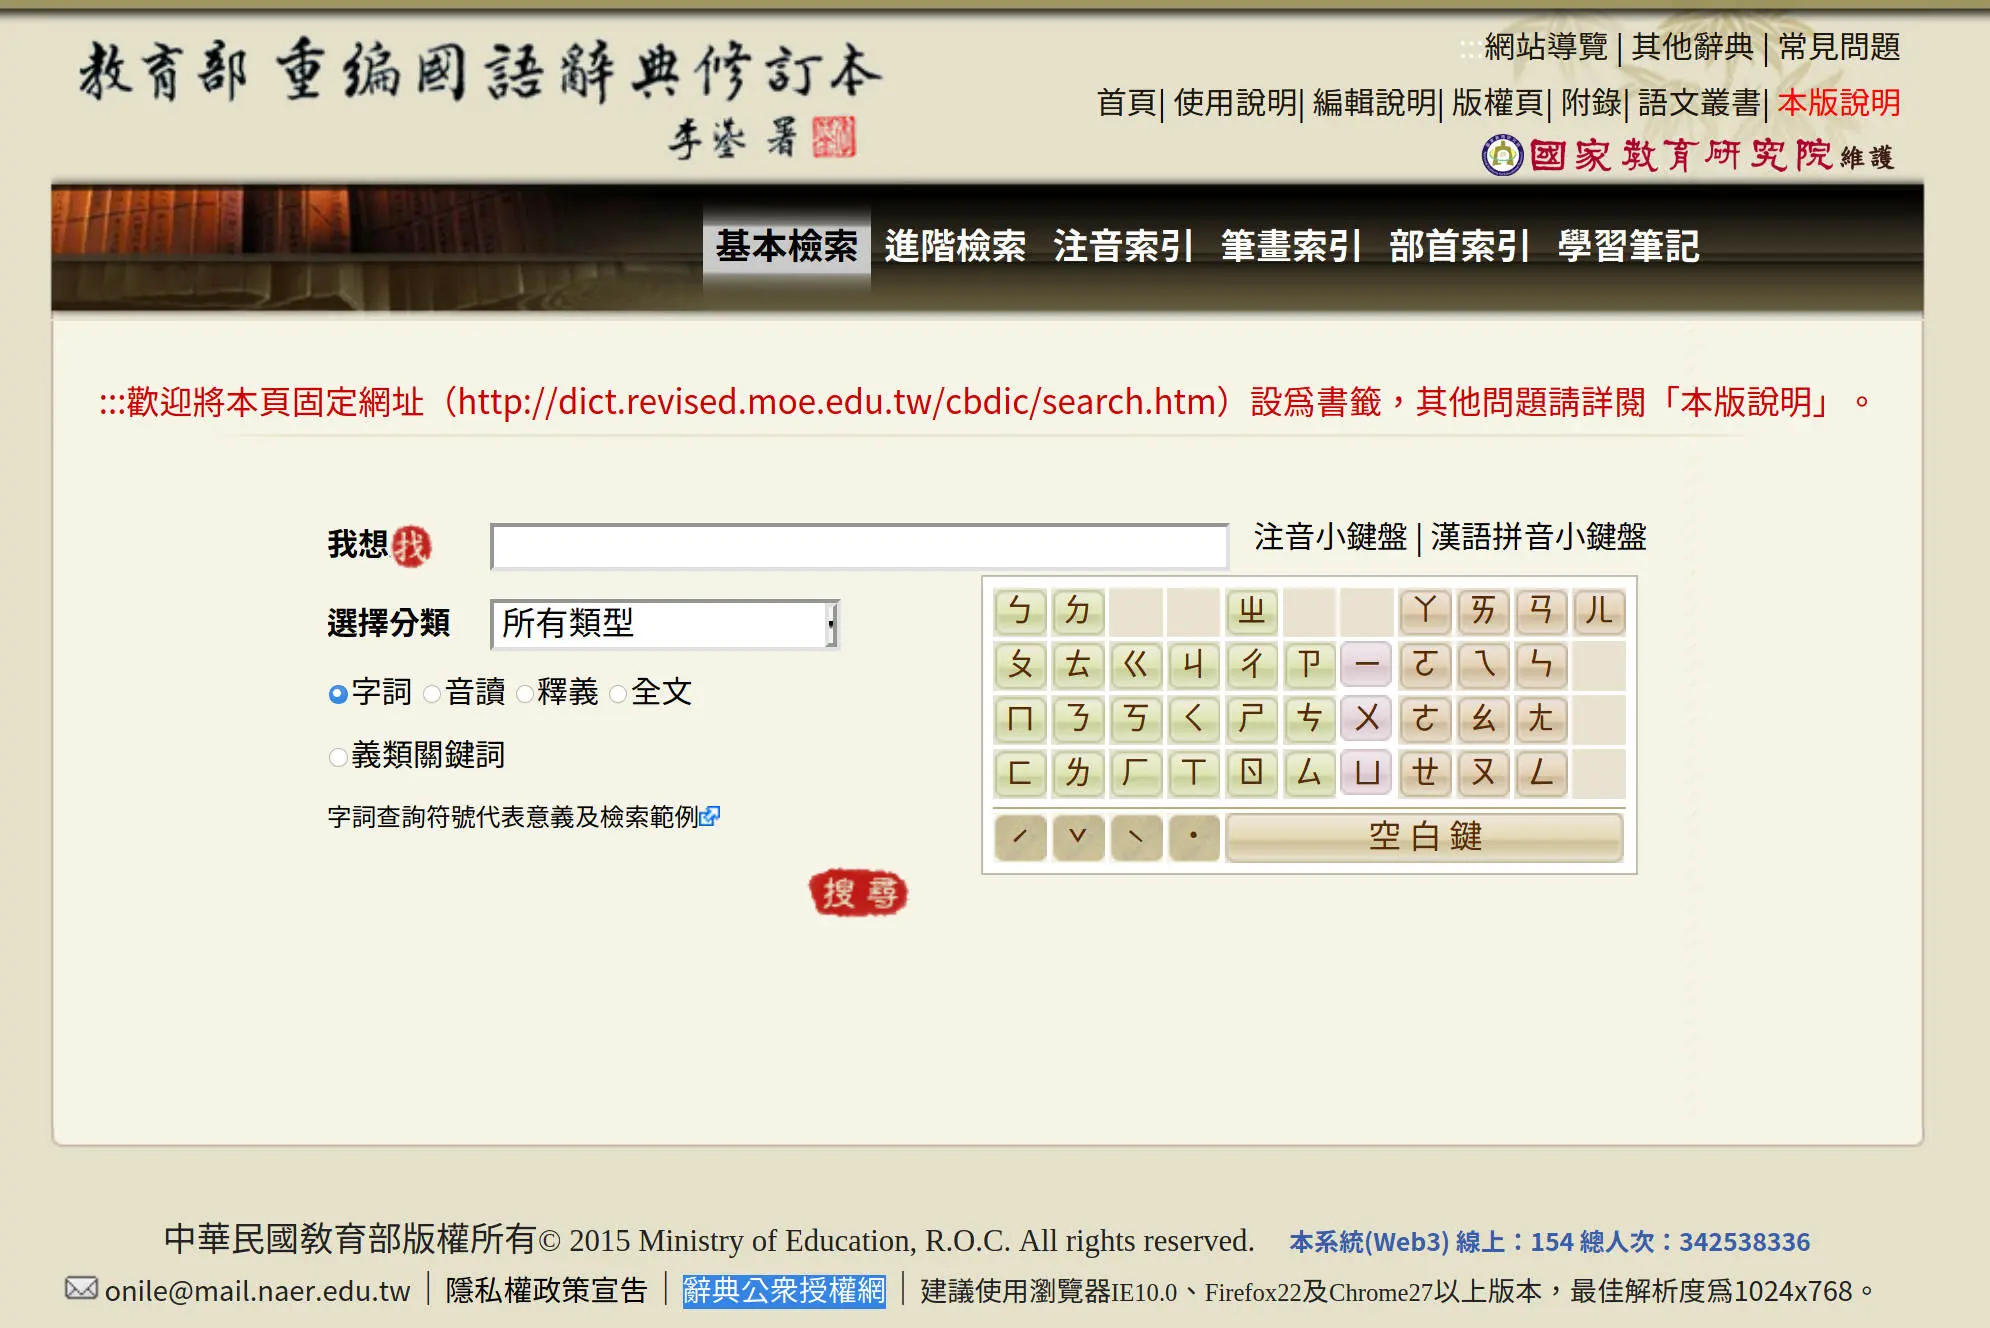 教育部 重編國語辭典修訂本
李鍌 署
:::網站導覽 | 其他辭典 | 常見問題
首頁| 使用說明| 編輯說明| 版權頁| 附錄| 語文叢書| 本版說明
國家教育研究院 維護
基本檢索 進階檢索 注音索引 筆畫索引 部首索引 學習筆記
:::歡迎將本頁固定網址（http://dict.revised.moe.edu.tw/cbdic/search.htm）設為書籤，其他問題請詳閱「本版說明」。
我想找
注音小鍵盤 | 漢語拼音小鍵盤
選擇分類 所有類型
字詞 音讀 釋義 全文
義類關鍵詞
字詞查詢符號代表意義及檢索範例
搜尋
ㄅ ㄉ ㄓ ㄚ ㄞ ㄢ ㄦ
ㄆ ㄊ ㄍ ㄐ ㄔ ㄗ ㄧ ㄛ ㄟ ㄣ
ㄇ ㄋ ㄎ ㄑ ㄕ ㄘ ㄨ ㄜ ㄠ ㄤ
ㄈ ㄌ ㄏ ㄒ ㄖ ㄙ ㄩ ㄝ ㄡ ㄥ
ˊ ˇ ˋ ˙ 空白鍵
中華民國教育部版權所有© 2015 Ministry of Education, R.O.C. All rights reserved. 本系統(Web3) 線上：154 總人次：342538336
onile@mail.naer.edu.tw｜隱私權政策宣告｜辭典公眾授權網｜建議使用瀏覽器IE10.0、Firefox22及Chrome27以上版本，最佳解析度為1024x768。